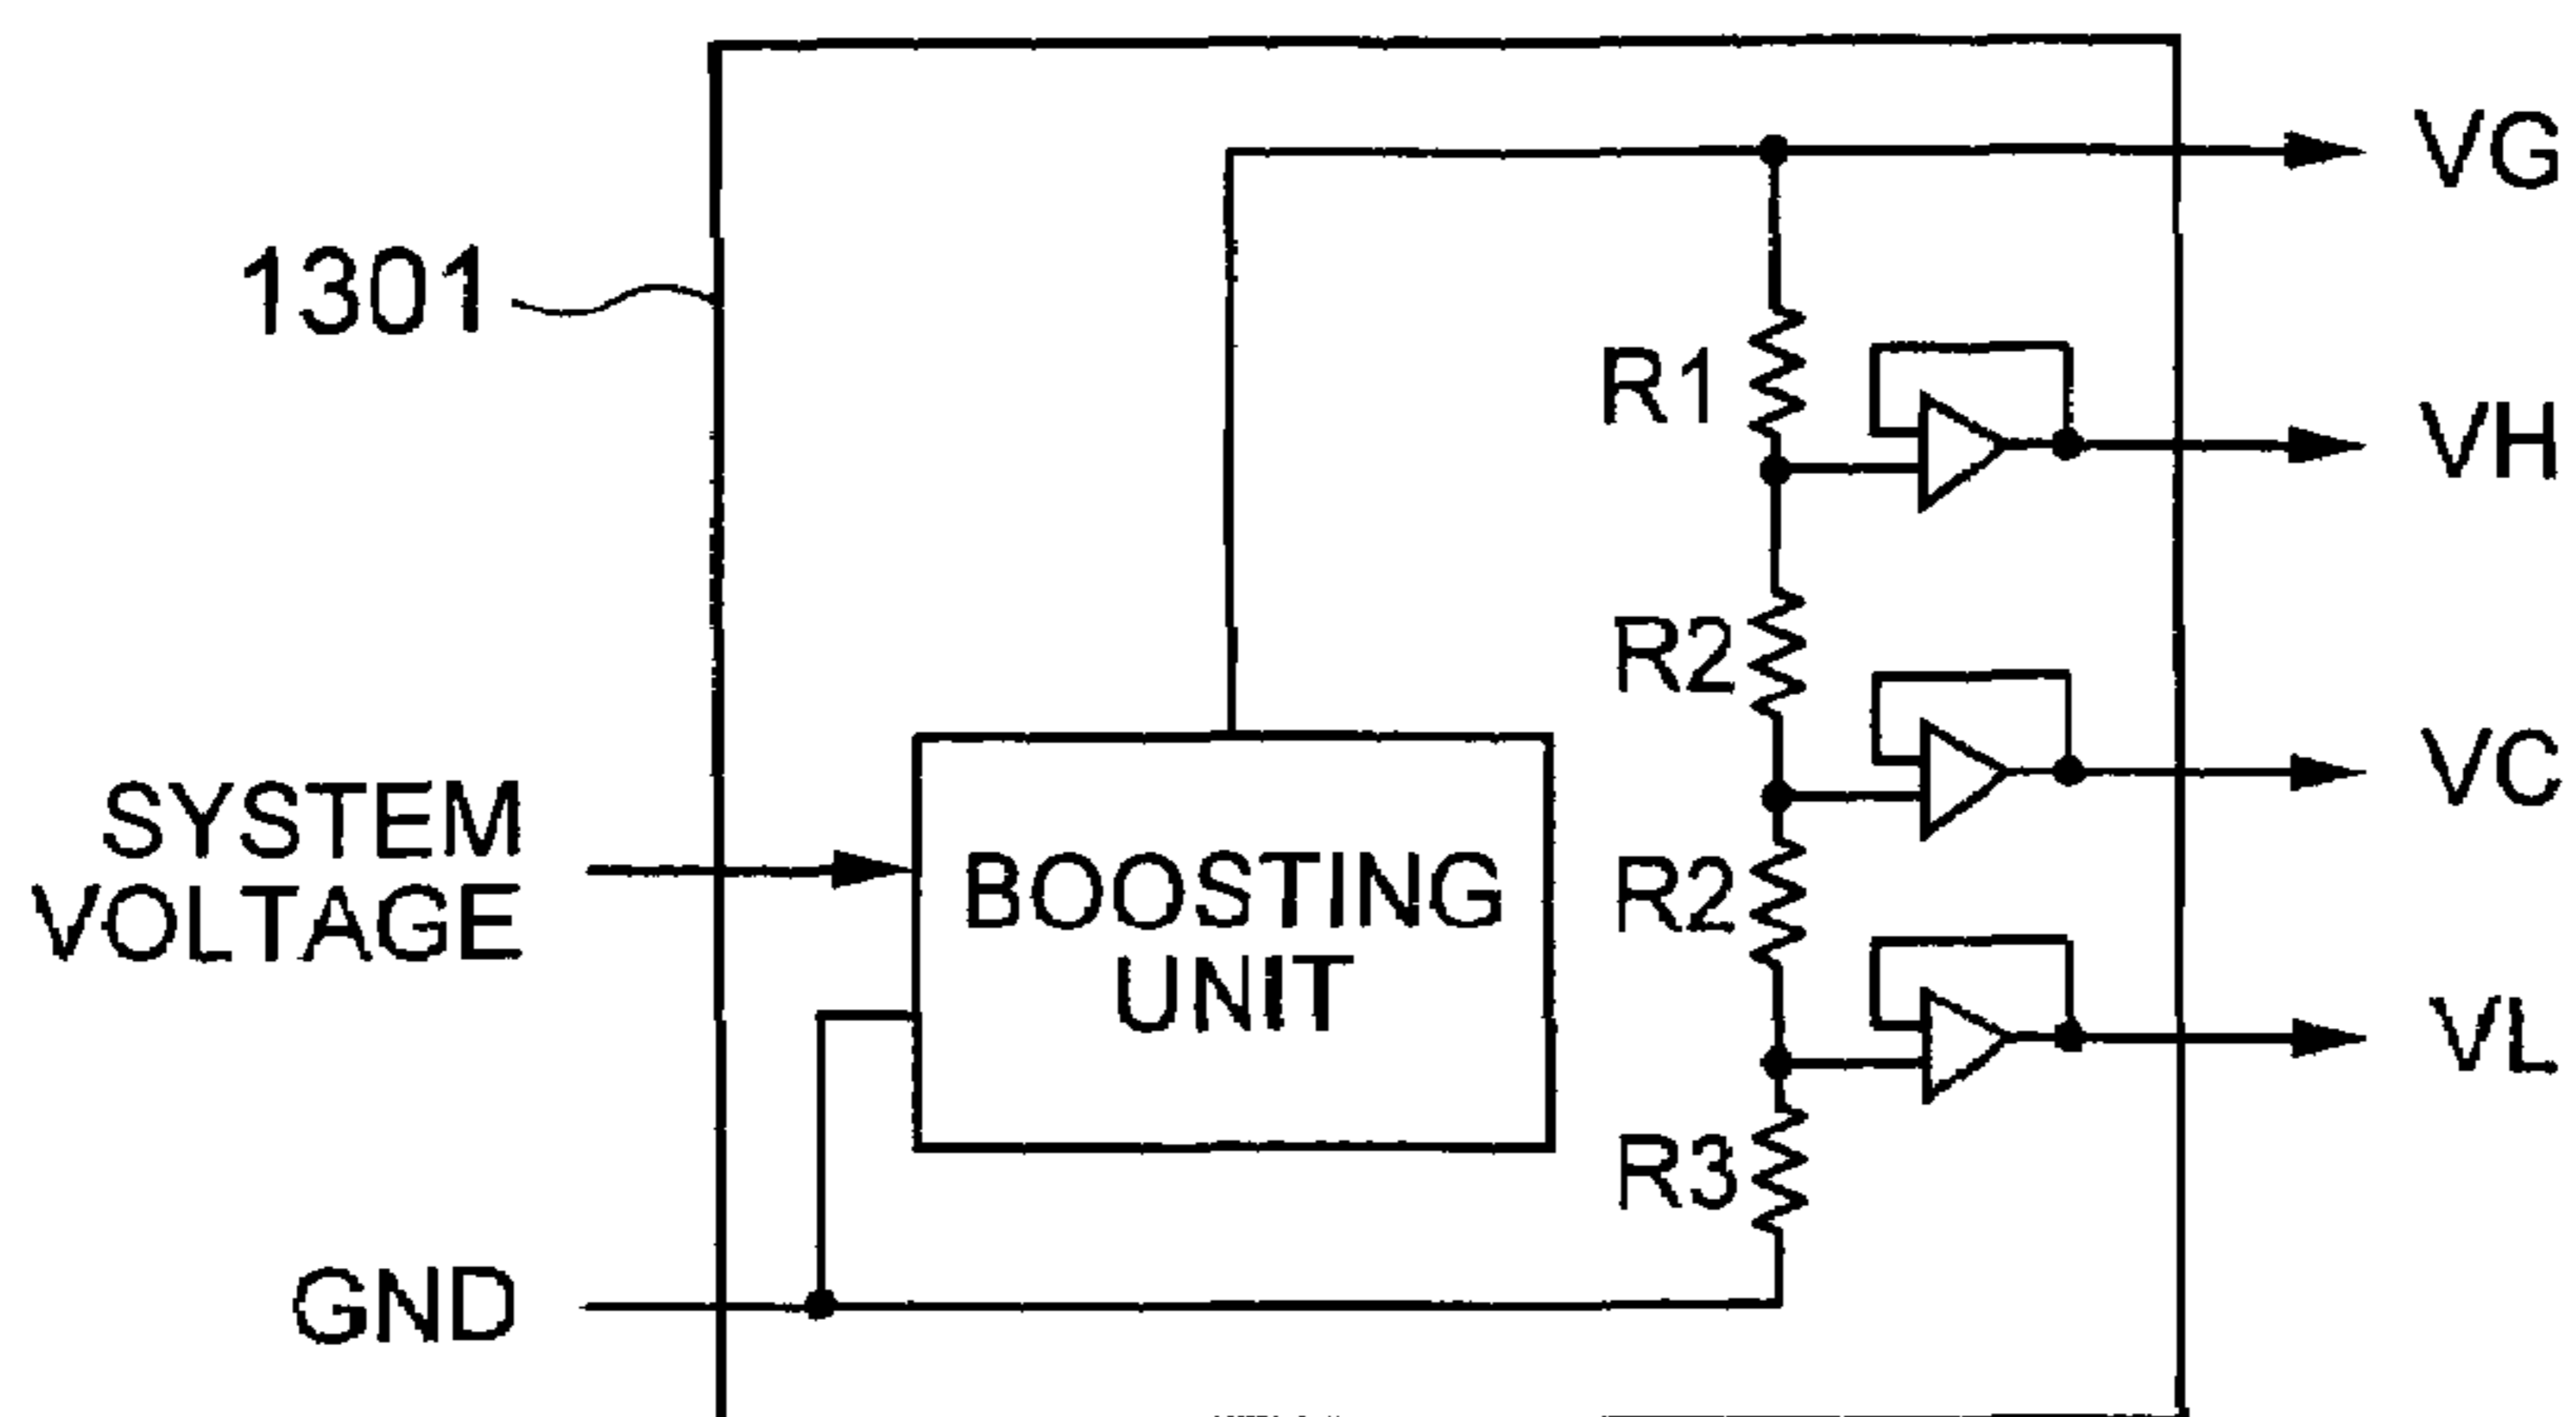 VG
1301
R1
VH
R2
SYSTEM
VOLTAGE
BOOSTING
UNIT
VC
R2
VL
R3
GND